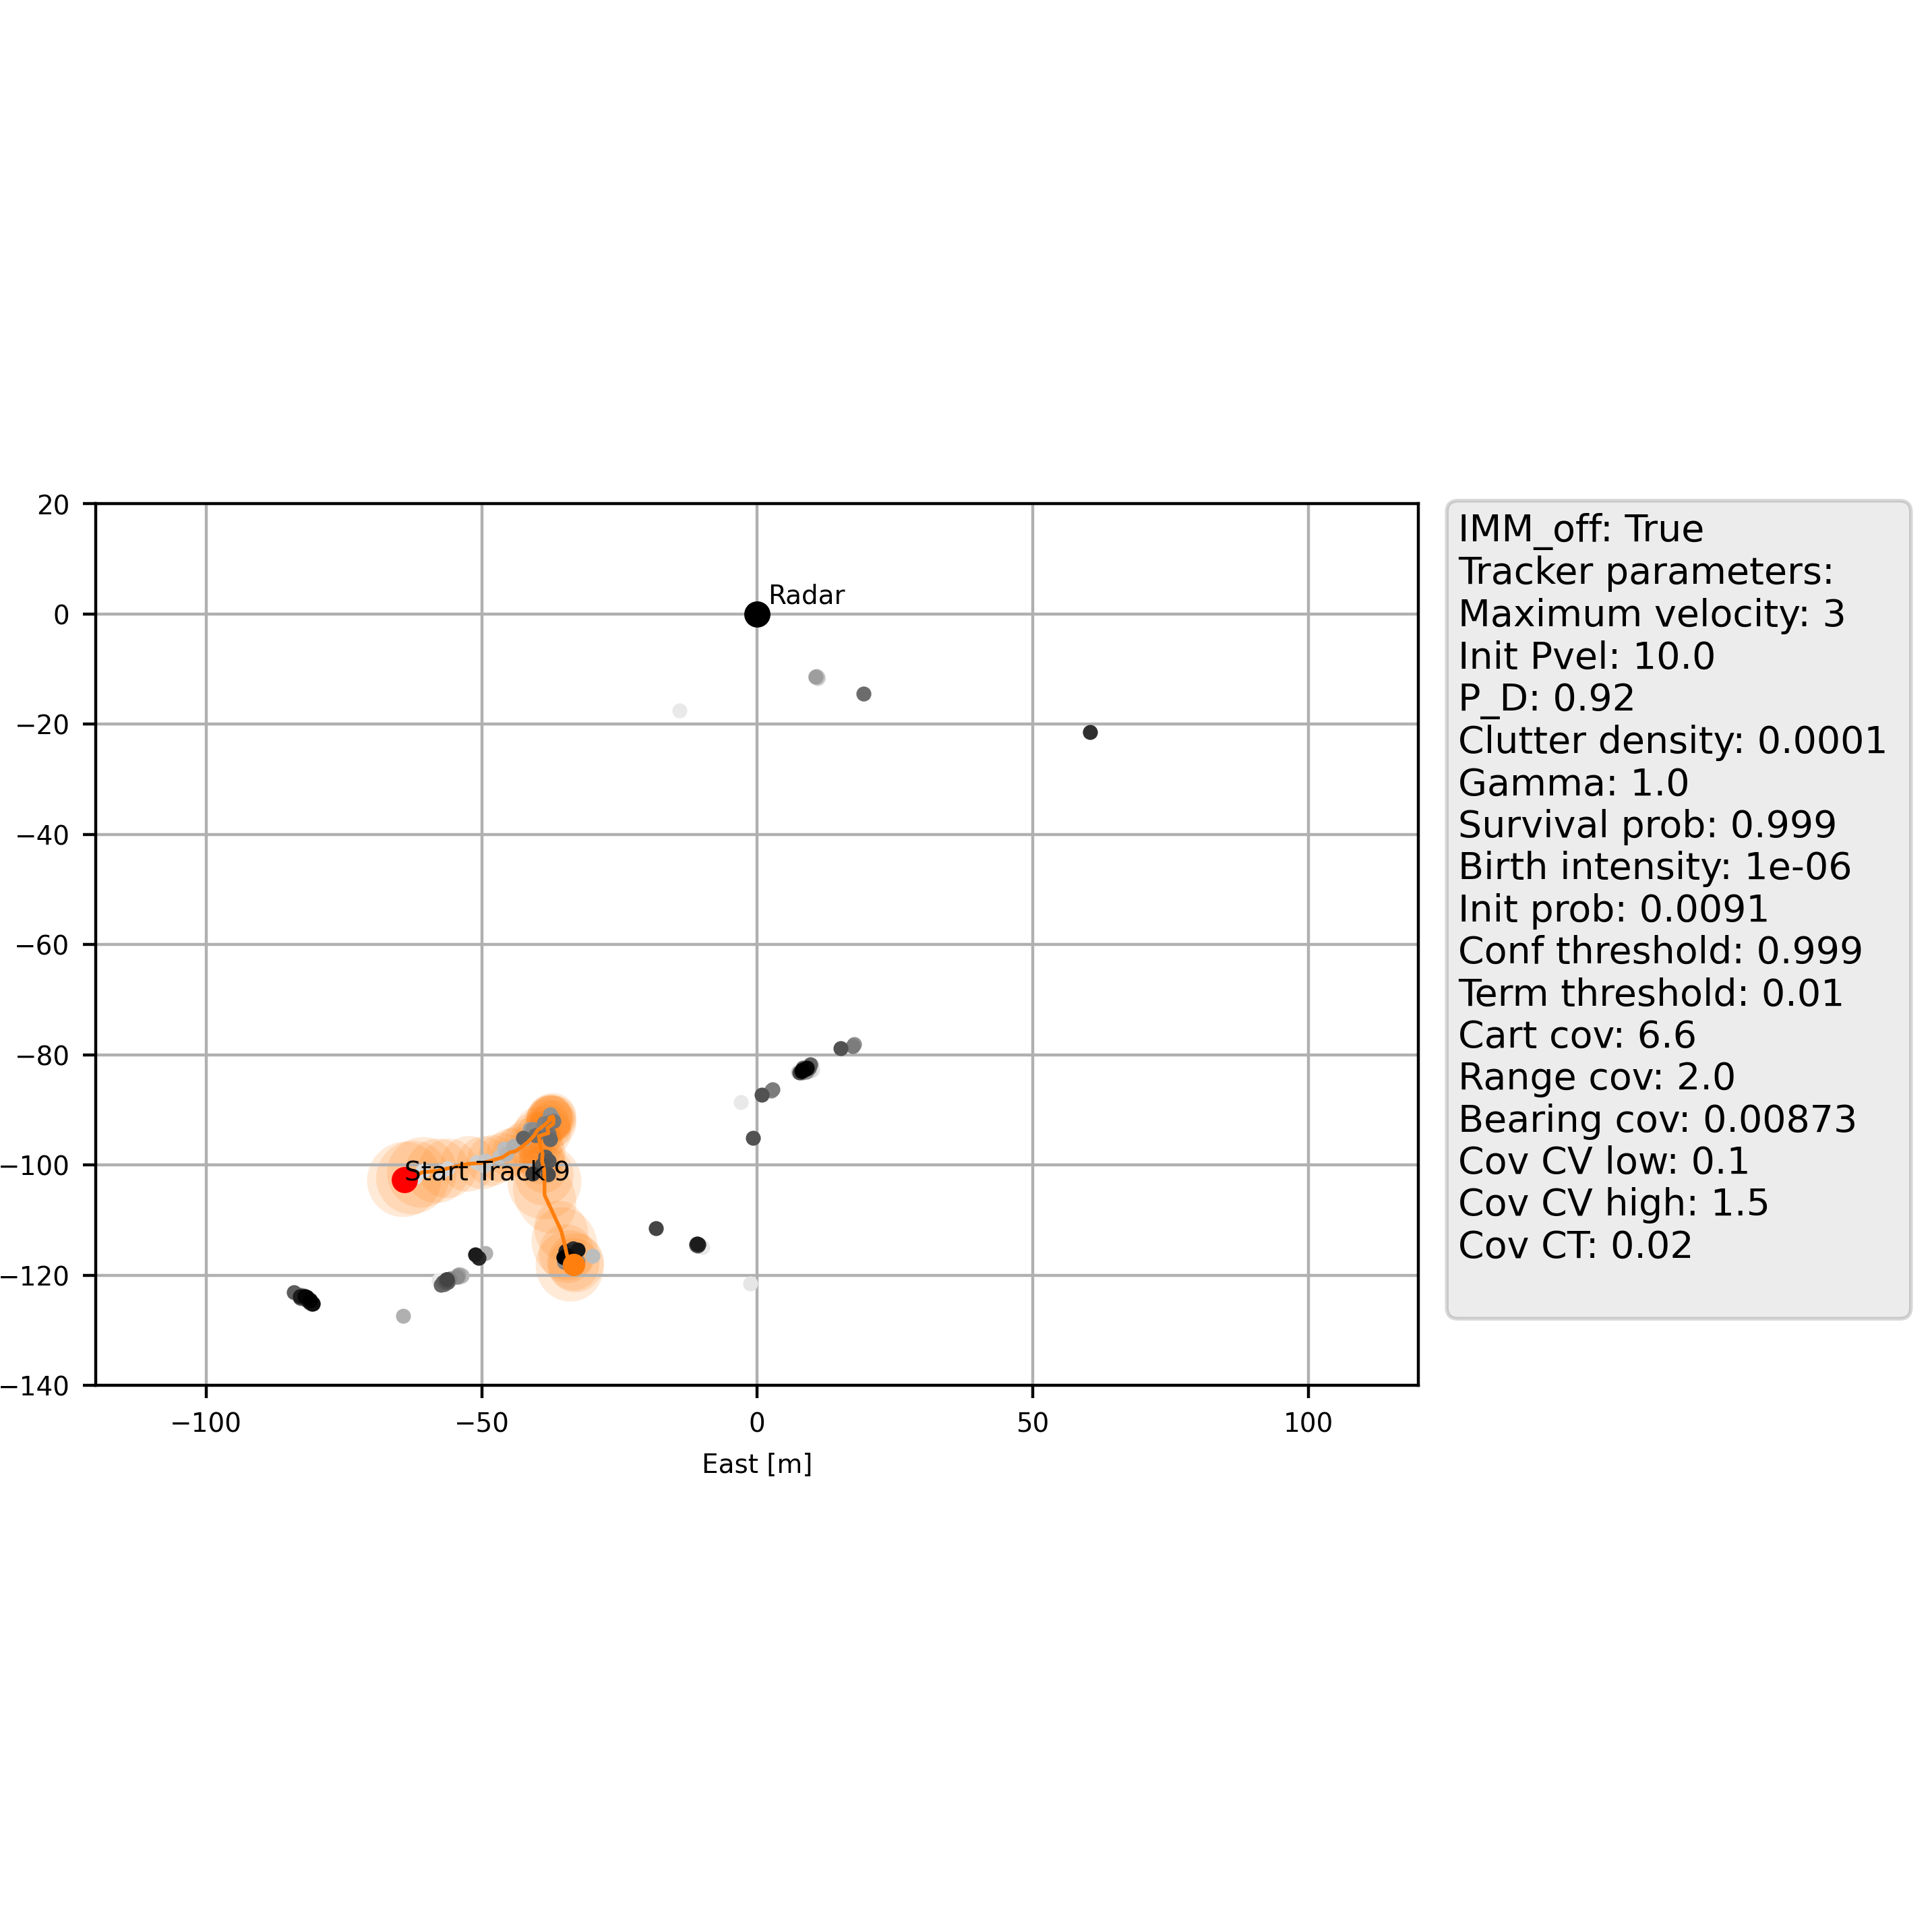 20
0
−20
−40
−60
−80
−100
−120
−140
−100
−50
0
50
100
East [m]
Radar
Start Track 9
IMM_off: True
Tracker parameters:
Maximum velocity: 3
Init Pvel: 10.0
P_D: 0.92
Clutter density: 0.0001
Gamma: 1.0
Survival prob: 0.999
Birth intensity: 1e-06
Init prob: 0.0091
Conf threshold: 0.999
Term threshold: 0.01
Cart cov: 6.6
Range cov: 2.0
Bearing cov: 0.00873
Cov CV low: 0.1
Cov CV high: 1.5
Cov CT: 0.02